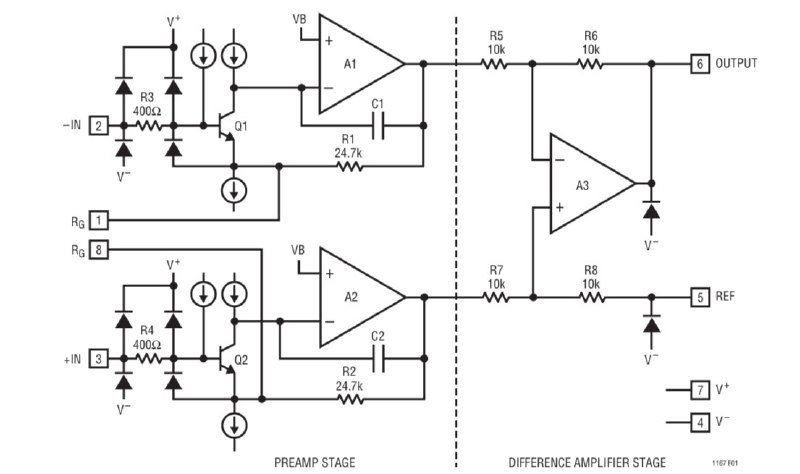 V⁺
VB
+
−
A1
R3
400Ω
−IN
2
Q1
C1
R1
24.7k
V⁻
R_G
1
R_G
8
V⁺
VB
+
−
A2
R4
400Ω
+IN
3
Q2
C2
R2
24.7k
V⁻
PREAMP STAGE
R5
10k
R6
10k
6
OUTPUT
−
A3
+
V⁻
R7
10k
R8
10k
5
REF
V⁻
7
V⁺
4
V⁻
DIFFERENCE AMPLIFIER STAGE
1167 F01